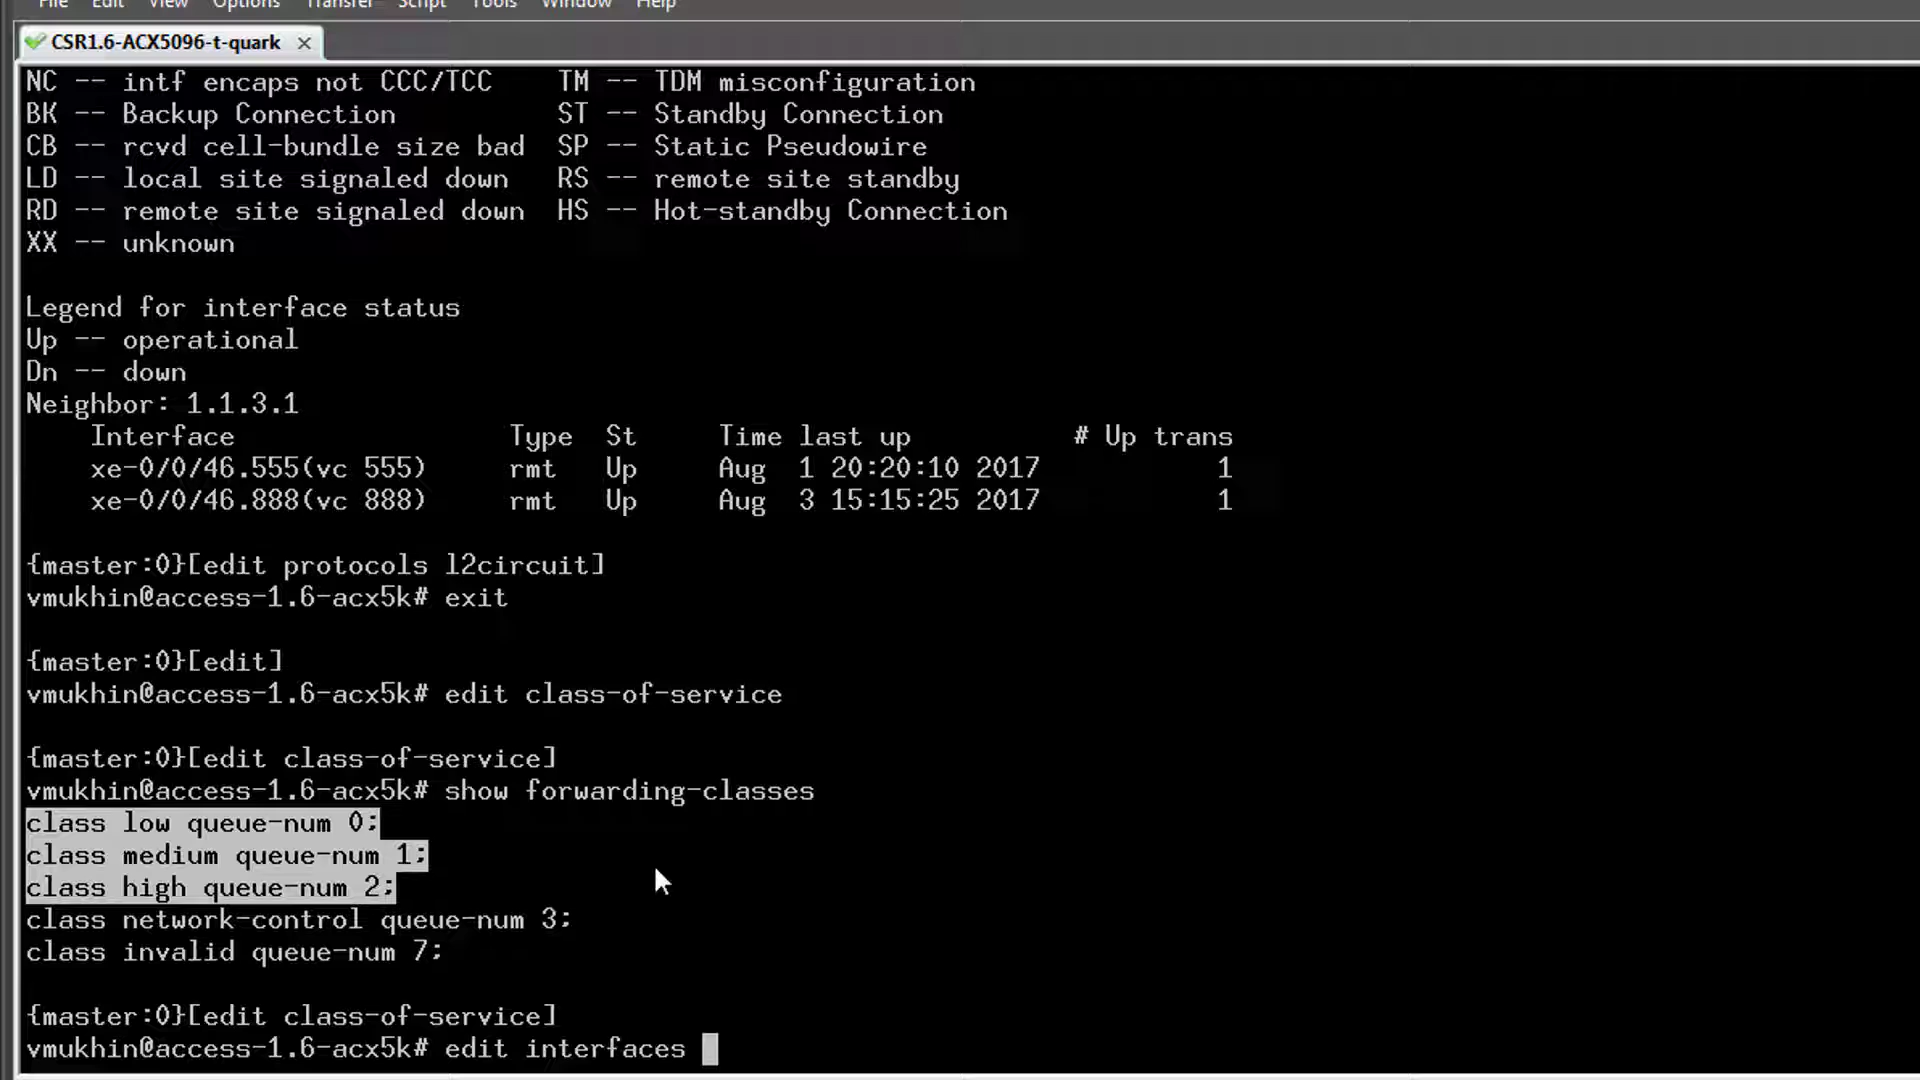 File Edit View Options Transfer Script Tools Window Help
CSR1.6-ACX5096-t-quark
NC -- intf encaps not CCC/TCC TM -- TDM misconfiguration
BK -- Backup Connection ST -- Standby Connection
CB -- rcvd cell-bundle size bad SP -- Static Pseudowire
LD -- local site signaled down RS -- remote site standby
RD -- remote site signaled down HS -- Hot-standby Connection
XX -- unknown
Legend for interface status
Up -- operational
Dn -- down
Neighbor: 1.1.3.1
Interface Type St Time last up # Up trans
xe-0/0/46.555(vc 555) rmt Up Aug 1 20:20:10 2017 1
xe-0/0/46.888(vc 888) rmt Up Aug 3 15:15:25 2017 1
{master:0}[edit protocols l2circuit]
vmukhin@access-1.6-acx5k# exit
{master:0}[edit]
vmukhin@access-1.6-acx5k# edit class-of-service
{master:0}[edit class-of-service]
vmukhin@access-1.6-acx5k# show forwarding-classes
class low queue-num 0;
class medium queue-num 1;
class high queue-num 2;
class network-control queue-num 3;
class invalid queue-num 7;
{master:0}[edit class-of-service]
vmukhin@access-1.6-acx5k# edit interfaces